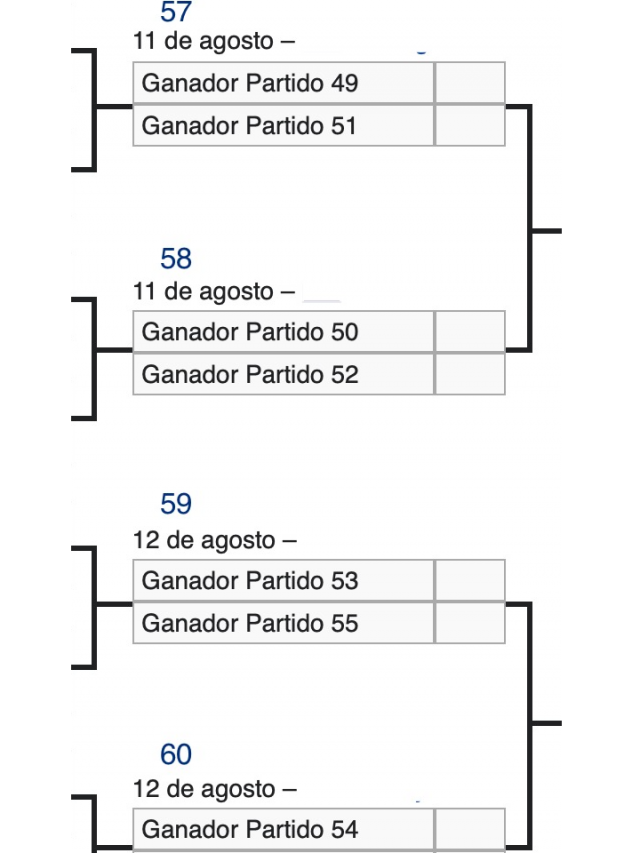 57
11 de agosto –
Ganador Partido 49
Ganador Partido 51
58
11 de agosto –
Ganador Partido 50
Ganador Partido 52
59
12 de agosto –
Ganador Partido 53
Ganador Partido 55
60
12 de agosto –
Ganador Partido 54